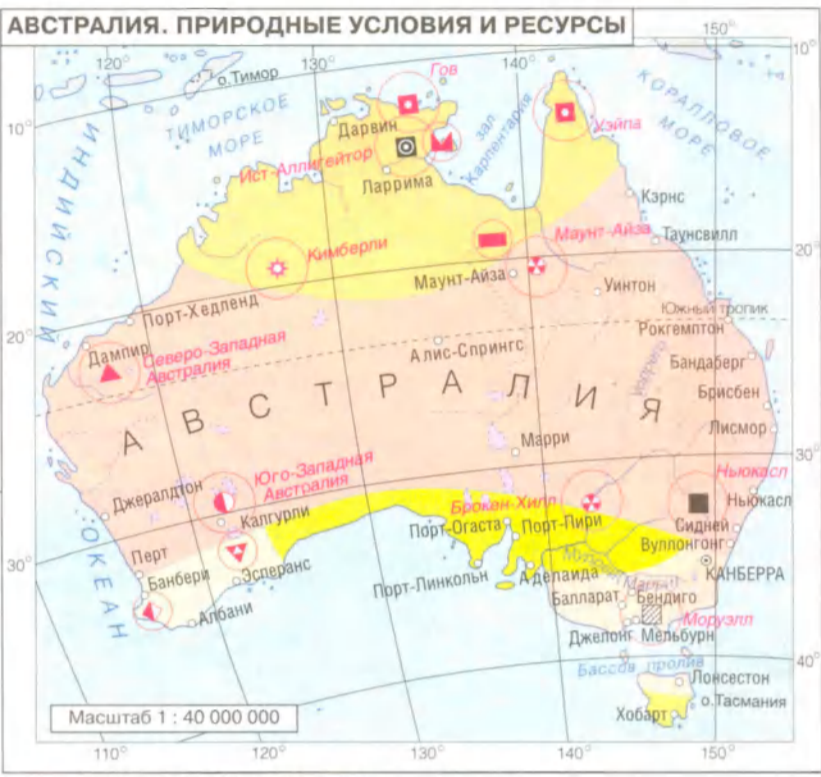 АВСТРАЛИЯ. ПРИРОДНЫЕ УСЛОВИЯ И РЕСУРСЫ
120°
130°
140°
150°
10°
10°
о.Тимор
Гов
ТИМОРСКОЕ
МОРЕ
КОРАЛЛОВОЕ
МОРЕ
зал
Карпентария
Уэйпа
Дарвин
Ист-Аллигейтор
Ларрима
ИНДИЙСКИЙ
ОКЕАН
Кэрнс
Таунсвилл
20°
Кимберли
Маунт-Айза
Маунт-Айза
Уинтон
Порт-Хедленд
Южный тропик
Рокгемптон
20°
Дампир
Северо-Западная
Австралия
Алис-Спрингс
Бандаберг
Брисбен
АВСТРАЛИЯ
Лисмор
Марри
30°
Юго-Западная
Австралия
Ньюкасл
Джералдтон
Калгурли
Брокен-Хилл
Ньюкасл
Порт-Огаста
Порт-Пири
Сидней
Вуллонгонг
30°
Перт
Банбери
Эсперанс
Порт-Линкольн
Аделаида
КАНБЕРРА
Албани
Балларат
Бендиго
Моруэлл
Джелонг
Мельбурн
40°
Бассов пролив
Лонсестон
о.Тасмания
Хобарт
Масштаб 1 : 40 000 000
110°
120°
130°
140°
150°